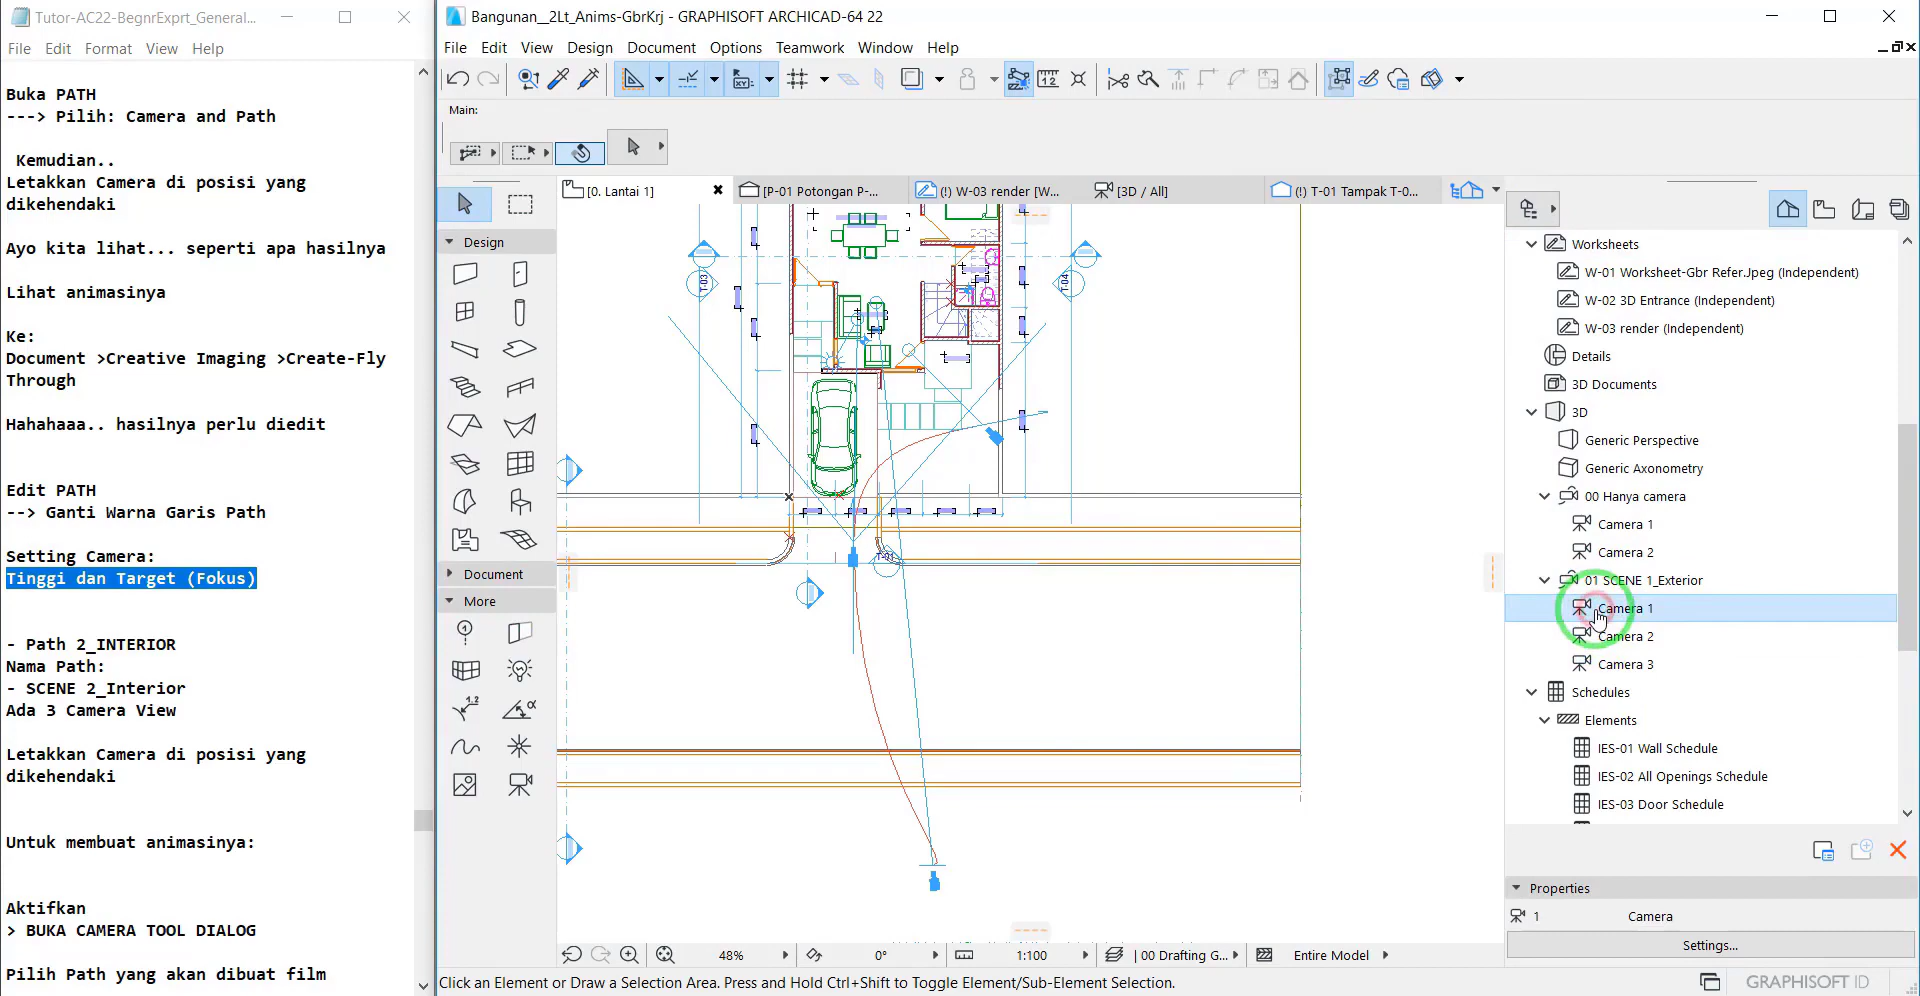 Tutor-AC22-BegnrExprt_General...
File Edit Format View Help
Buka PATH
---> Pilih: Camera and Path
Kemudian..
Letakkan Camera di posisi yang
dikehendaki
Ayo kita lihat... seperti apa hasilnya
Lihat animasinya
Ke:
Document >Creative Imaging >Create-Fly
Through
Hahahaaa.. hasilnya perlu diedit
Edit PATH
--> Ganti Warna Garis Path
Setting Camera:
Tinggi dan Target (Fokus)
- Path 2_INTERIOR
Nama Path:
- SCENE 2_Interior
Ada 3 Camera View
Letakkan Camera di posisi yang
dikehendaki
Untuk membuat animasinya:
Aktifkan
> BUKA CAMERA TOOL DIALOG
Pilih Path yang akan dibuat film
Bangunan__2Lt_Anims-GbrKrj - GRAPHISOFT ARCHICAD-64 22
File Edit View Design Document Options Teamwork Window Help
Main:
[0. Lantai 1]
[P-01 Potongan P-...
(!) W-03 render [W...
[3D / All]
(!) T-01 Tampak T-0...
Design
Document
More
T-03
T-04
T-01
Worksheets
W-01 Worksheet-Gbr Refer.Jpeg (Independent)
W-02 3D Entrance (Independent)
W-03 render (Independent)
Details
3D Documents
3D
Generic Perspective
Generic Axonometry
00 Hanya camera
Camera 1
Camera 2
01 SCENE 1_Exterior
Camera 1
Camera 2
Camera 3
Schedules
Elements
IES-01 Wall Schedule
IES-02 All Openings Schedule
IES-03 Door Schedule
Properties
1 Camera
Settings...
48% 0° 1:100 00 Drafting G... Entire Model
Click an Element or Draw a Selection Area. Press and Hold Ctrl+Shift to Toggle Element/Sub-Element Selection.
GRAPHISOFT ID